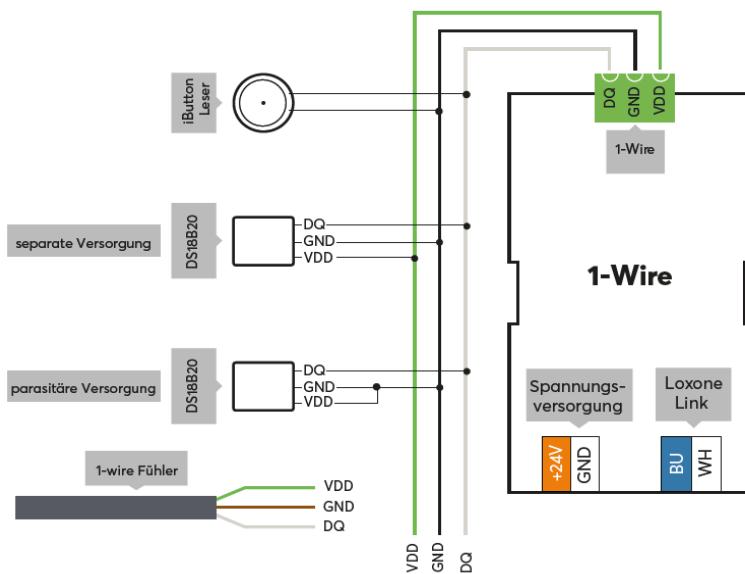 iButton
Leser
DQ
GND
VDD
1-Wire
separate Versorgung
DS18B20
DQ
GND
VDD
1-Wire
parasitäre Versorgung
DS18B20
DQ
GND
VDD
Spannungs-
versorgung
Loxone
Link
+24V
GND
BU
WH
1-wire Fühler
VDD
GND
DQ
VDD
GND
DQ